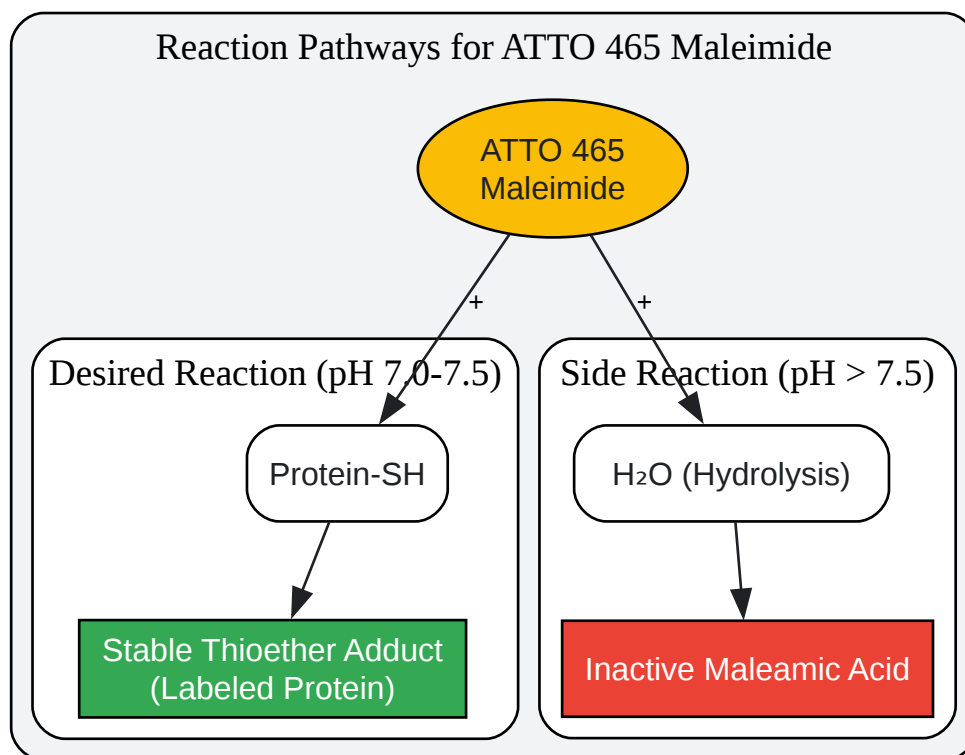 Reaction Pathways for ATTO 465 Maleimide
ATTO 465
Maleimide
+
+
Desired Reaction (pH 7.0-7.5)
Protein-SH
Stable Thioether Adduct
(Labeled Protein)
Side Reaction (pH > 7.5)
H₂O (Hydrolysis)
Inactive Maleamic Acid